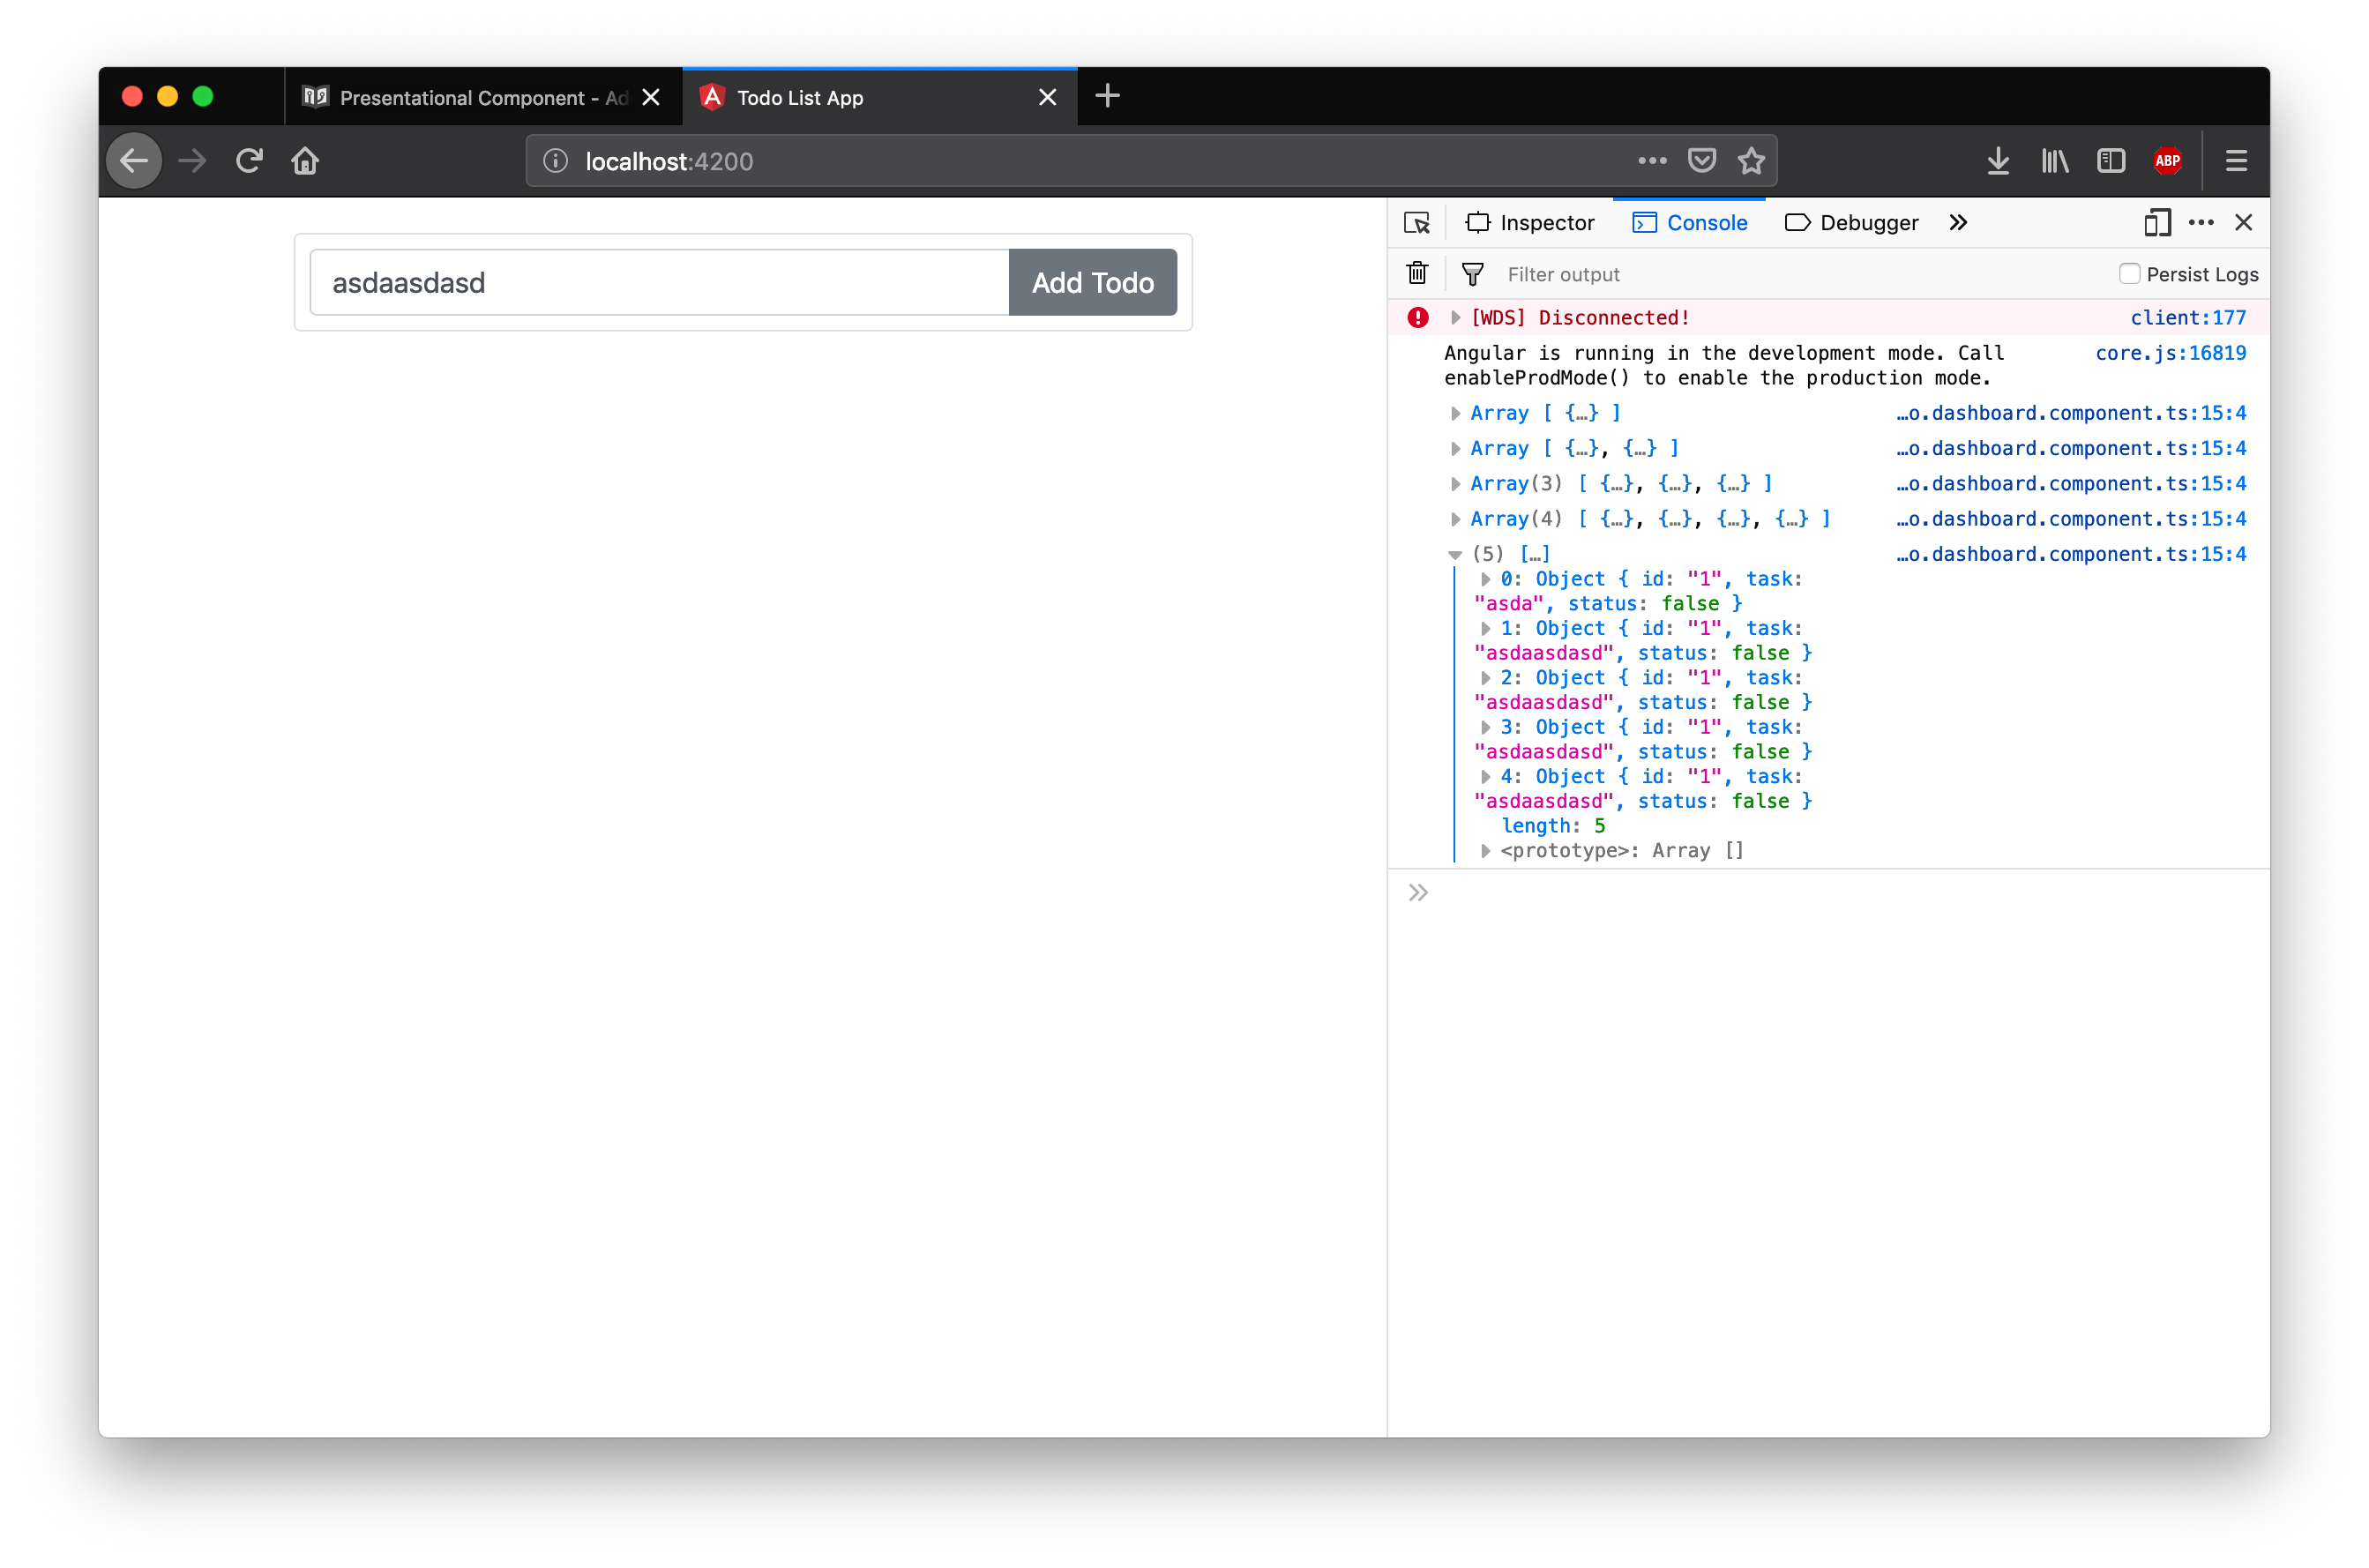 Presentational Component - Ad
Todo List App
localhost:4200
ABP
asdaasdasd
Add Todo
Inspector
Console
Debugger
Filter output
Persist Logs
[WDS] Disconnected!
client:177
Angular is running in the development mode. Call
core.js:16819
enableProdMode() to enable the production mode.
Array [ {…} ]
…o.dashboard.component.ts:15:4
Array [ {…}, {…} ]
…o.dashboard.component.ts:15:4
Array(3) [ {…}, {…}, {…} ]
…o.dashboard.component.ts:15:4
Array(4) [ {…}, {…}, {…}, {…} ]
…o.dashboard.component.ts:15:4
(5) […]
…o.dashboard.component.ts:15:4
0: Object { id: "1", task:
"asda", status: false }
1: Object { id: "1", task:
"asdaasdasd", status: false }
2: Object { id: "1", task:
"asdaasdasd", status: false }
3: Object { id: "1", task:
"asdaasdasd", status: false }
4: Object { id: "1", task:
"asdaasdasd", status: false }
length: 5
<prototype>: Array []